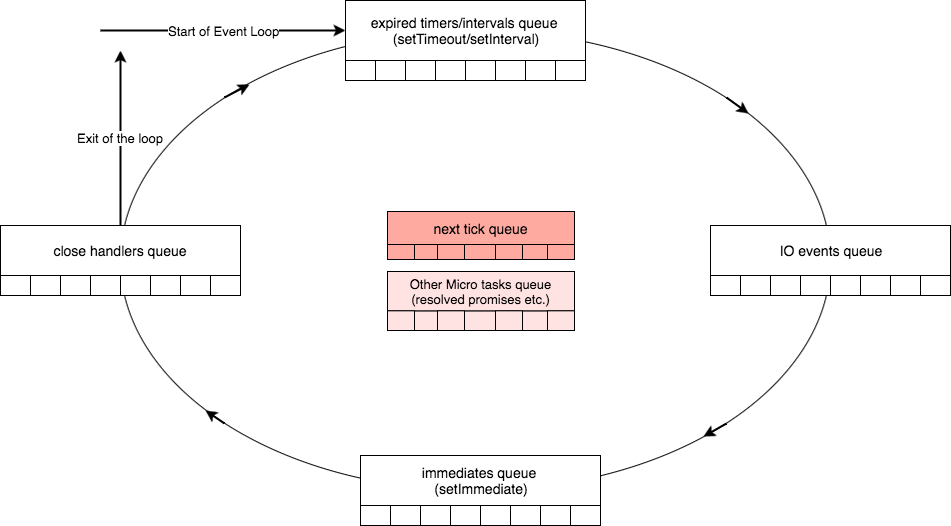 expired timers/intervals queue
(setTimeout/setInterval)
Start of Event Loop
Exit of the loop
next tick queue
close handlers queue
IO events queue
Other Micro tasks queue
(resolved promises etc.)
immediates queue
(setImmediate)